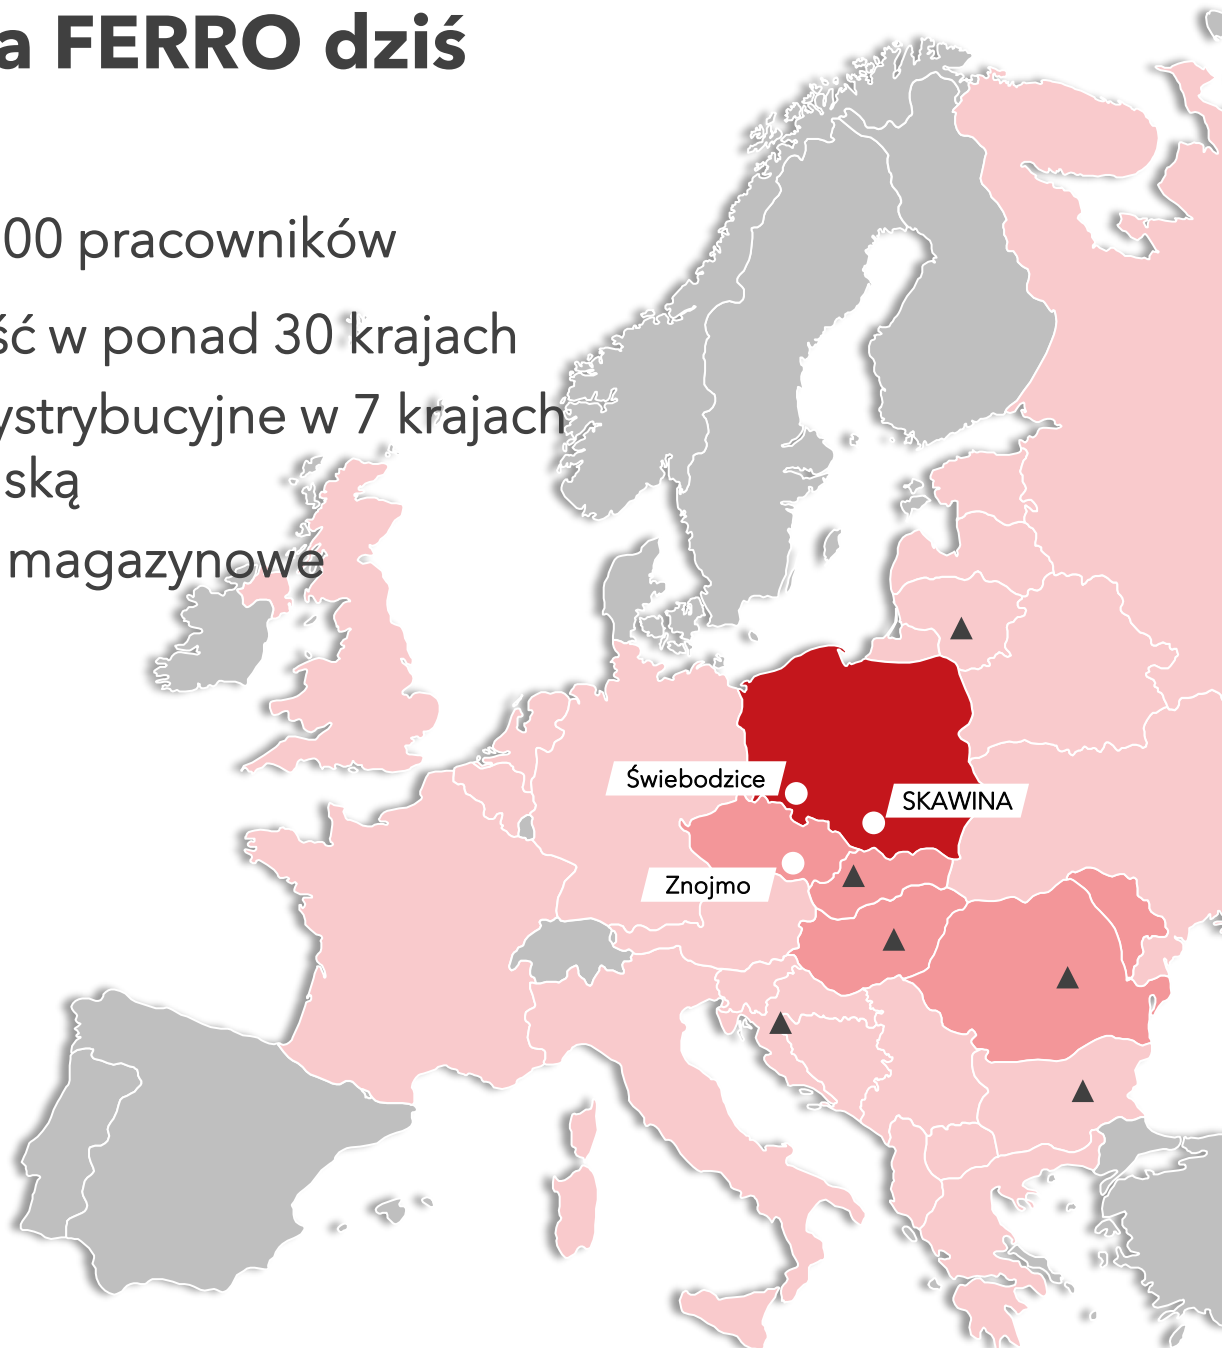 a FERRO dziś
00 pracowników
ść w ponad 30 krajach
ystrybucyjne w 7 krajach
ską
magazynowe
Świebodzice
SKAWINA
Znojmo